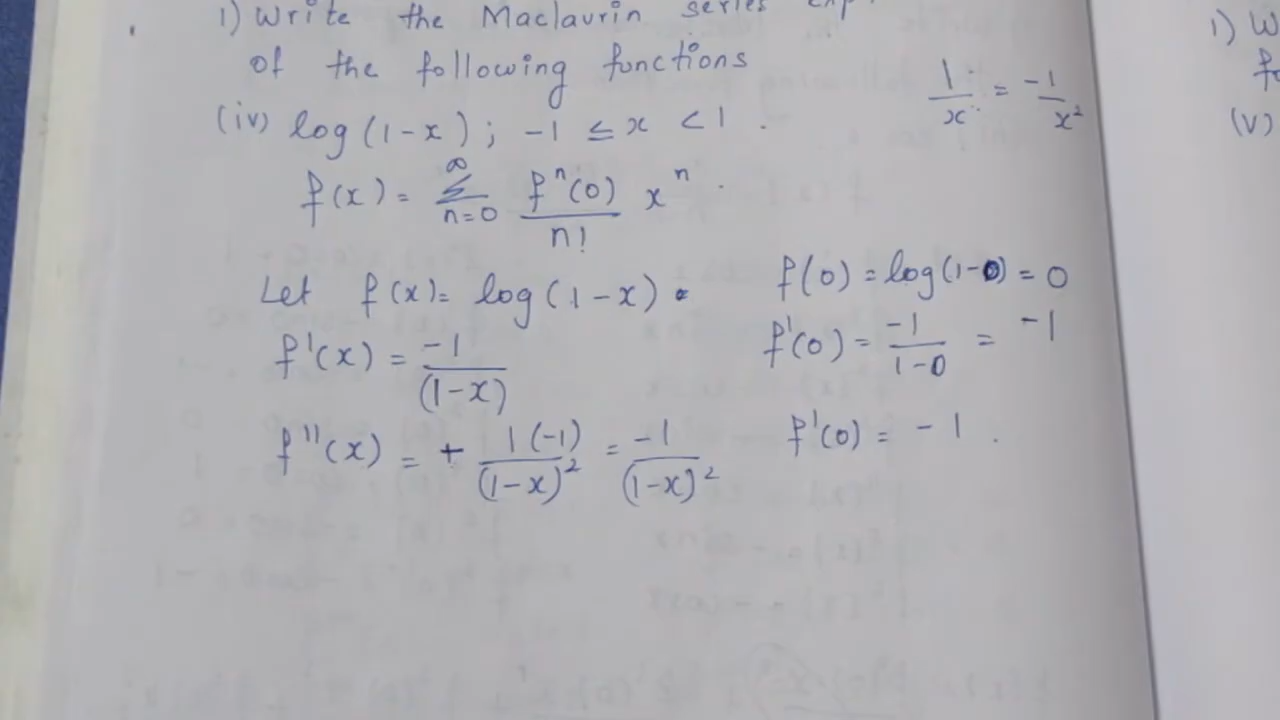 1) Write the Maclaurin series
of the following functions
(iv) log(1-x); -1 ≤ x < 1.
1/x = -1/x²
f(x) = ∞ Σ n=0 fⁿ(0)/n! xⁿ.
Let f(x) = log(1-x). f(0) = log(1-0) = 0
f'(x) = -1/(1-x) f'(0) = -1/1-0 = -1
f''(x) = + 1(-1)/(1-x)² = -1/(1-x)² f'(0) = -1.
1) W
(v)